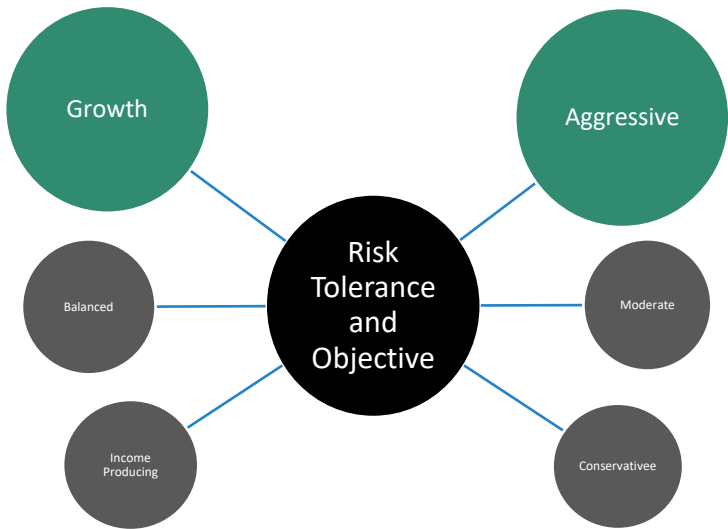 Growth
Aggressive
Risk
Tolerance
and
Objective
Balanced
Moderate
Income
Producing
Conservativee